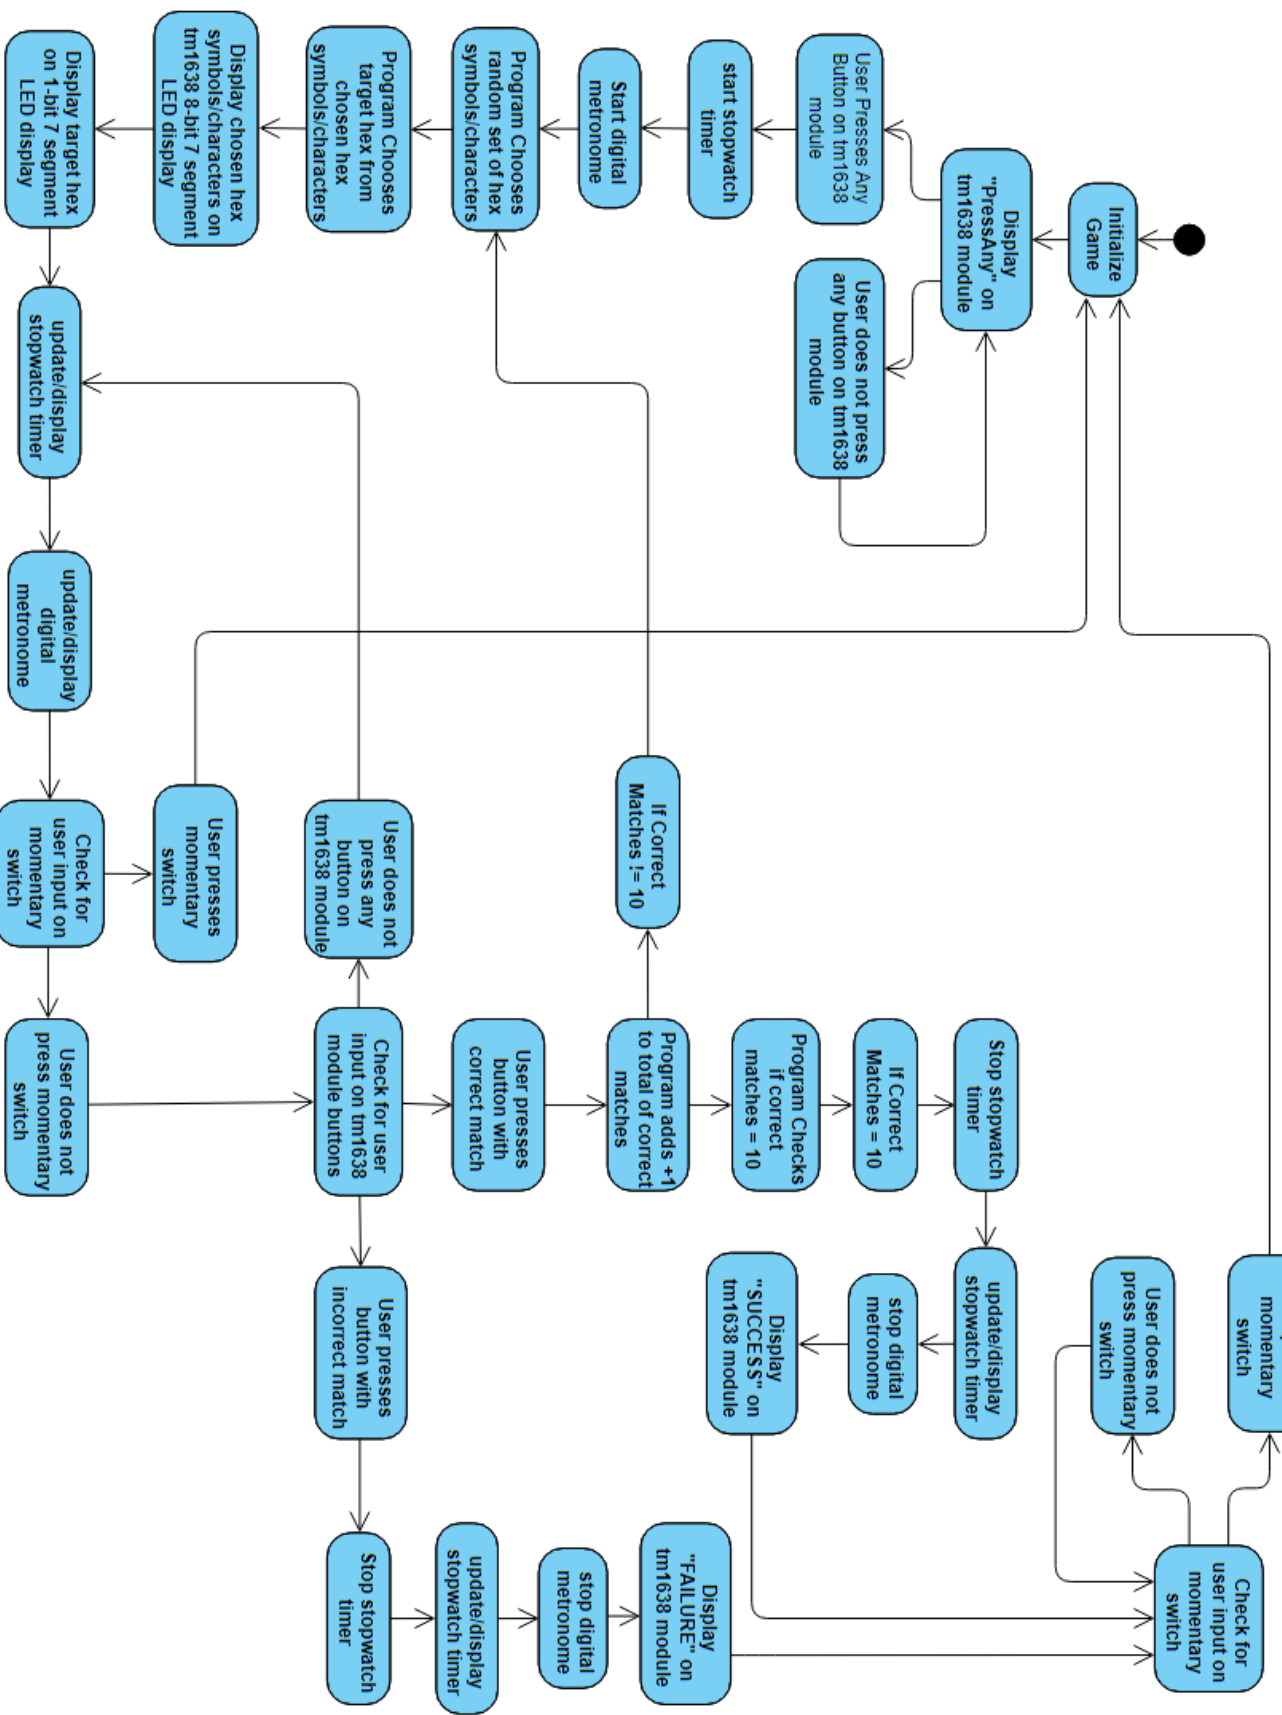 Initialize
Game
Display
"PressAny" on
tm1638 module
User Presses Any
Button on tm1638
module
User does not press
any button on tm1638
module
start stopwatch
timer
Start digital
metronome
Program Chooses
random set of hex
symbols/characters
Program Chooses
target hex from
chosen hex
symbols/characters
Display chosen hex
symbols/characters on
tm1638 8-bit 7 segment
LED display
Display target hex
on 1-bit 7 segment
LED display
update/display
stopwatch timer
update/display
digital
metronome
Check for
user input on
momentary
switch
User presses
momentary
switch
User does not
press momentary
switch
Check for user
input on tm1638
module buttons
User does not
press any
button on
tm1638 module
User presses
button with
correct match
Program adds +1
to total of correct
matches
If Correct
Matches != 10
Program Checks
if correct
matches = 10
If Correct
Matches = 10
Stop stopwatch
timer
update/display
stopwatch timer
stop digital
metronome
Display
"SUCCESS" on
tm1638 module
User presses
button with
incorrect match
Stop stopwatch
timer
update/display
stopwatch timer
stop digital
metronome
Display
"FAILURE" on
tm1638 module
Check for
user input on
momentary
switch
User does not
press momentary
switch
momentary
switch